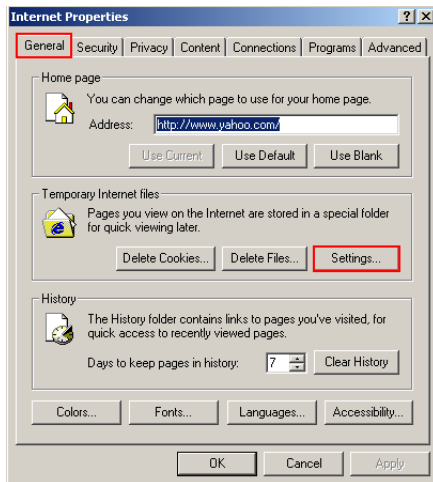 Internet Properties
General Security Privacy Content Connections Programs Advanced
Home page
You can change which page to use for your home page.
Address: http://www.yahoo.com/
Use Current Use Default Use Blank
Temporary Internet files
Pages you view on the Internet are stored in a special folder
for quick viewing later.
Delete Cookies... Delete Files... Settings...
History
The History folder contains links to pages you've visited, for
quick access to recently viewed pages.
Days to keep pages in history: 7 Clear History
Colors... Fonts... Languages... Accessibility...
OK Cancel Apply